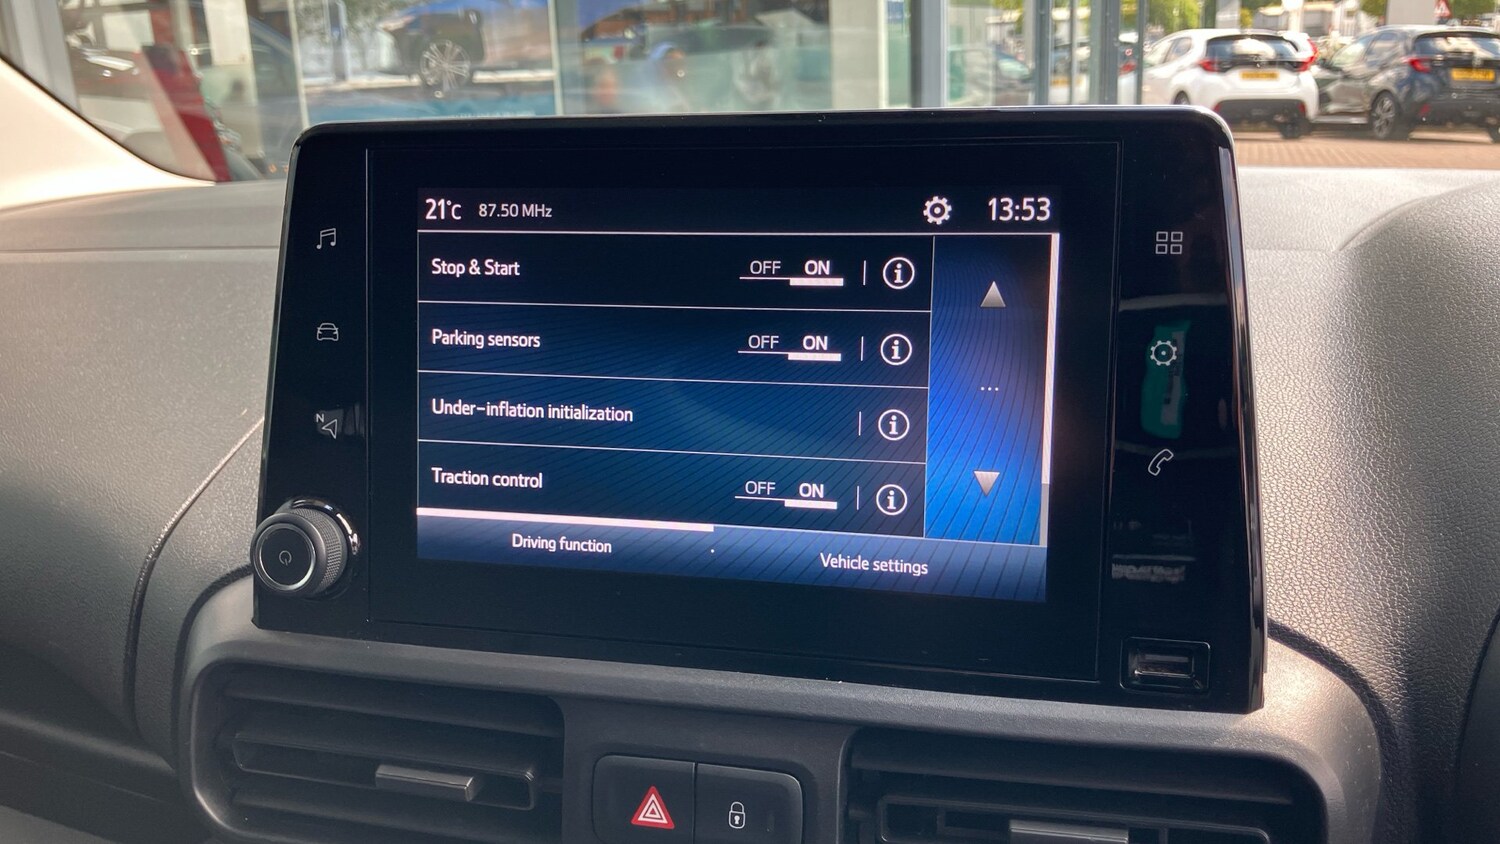 21°C 87.50 MHz 13:53
Stop & Start OFF ON i
Parking sensors OFF ON i
Under-inflation initialization i
Traction control OFF ON i
Driving function Vehicle settings
N